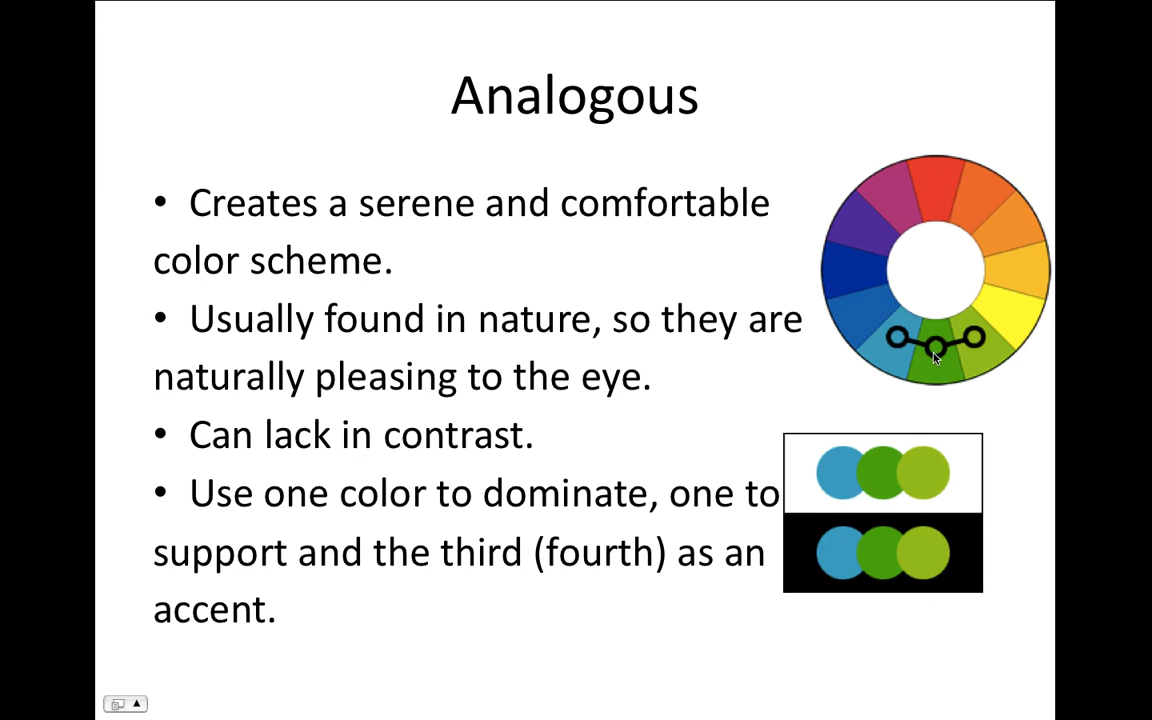 Analogous
• Creates a serene and comfortable
color scheme.
• Usually found in nature, so they are
naturally pleasing to the eye.
• Can lack in contrast.
• Use one color to dominate, one to
support and the third (fourth) as an
accent.